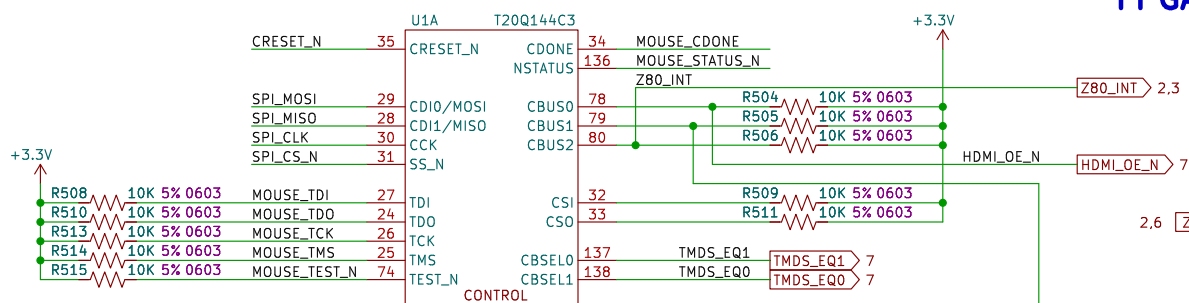 FPGA
U1A T20Q144C3 +3.3V
CRESET_N 35 CRESET_N CDONE 34 MOUSE_CDONE
NSTATUS 136 MOUSE_STATUS_N
Z80_INT Z80_INT 2,3
SPI_MOSI 29 CDI0/MOSI CBUS0 78 R504 10K 5% 0603
SPI_MISO 28 CDI1/MISO CBUS1 79 R505 10K 5% 0603
SPI_CLK 30 CCK CBUS2 80 R506 10K 5% 0603
+3.3V SPI_CS_N 31 SS_N HDMI_OE_N HDMI_OE_N 7
R508 10K 5% 0603 MOUSE_TDI 27 TDI CSI 32 R509 10K 5% 0603
R510 10K 5% 0603 MOUSE_TDO 24 TDO CSO 33 R511 10K 5% 0603
2,6 Z
R513 10K 5% 0603 MOUSE_TCK 26 TCK
R514 10K 5% 0603 MOUSE_TMS 25 TMS CBSEL0 137 TMDS_EQ1 TMDS_EQ1 7
R515 10K 5% 0603 MOUSE_TEST_N 74 TEST_N CBSEL1 138 TMDS_EQ0 TMDS_EQ0 7
CONTROL